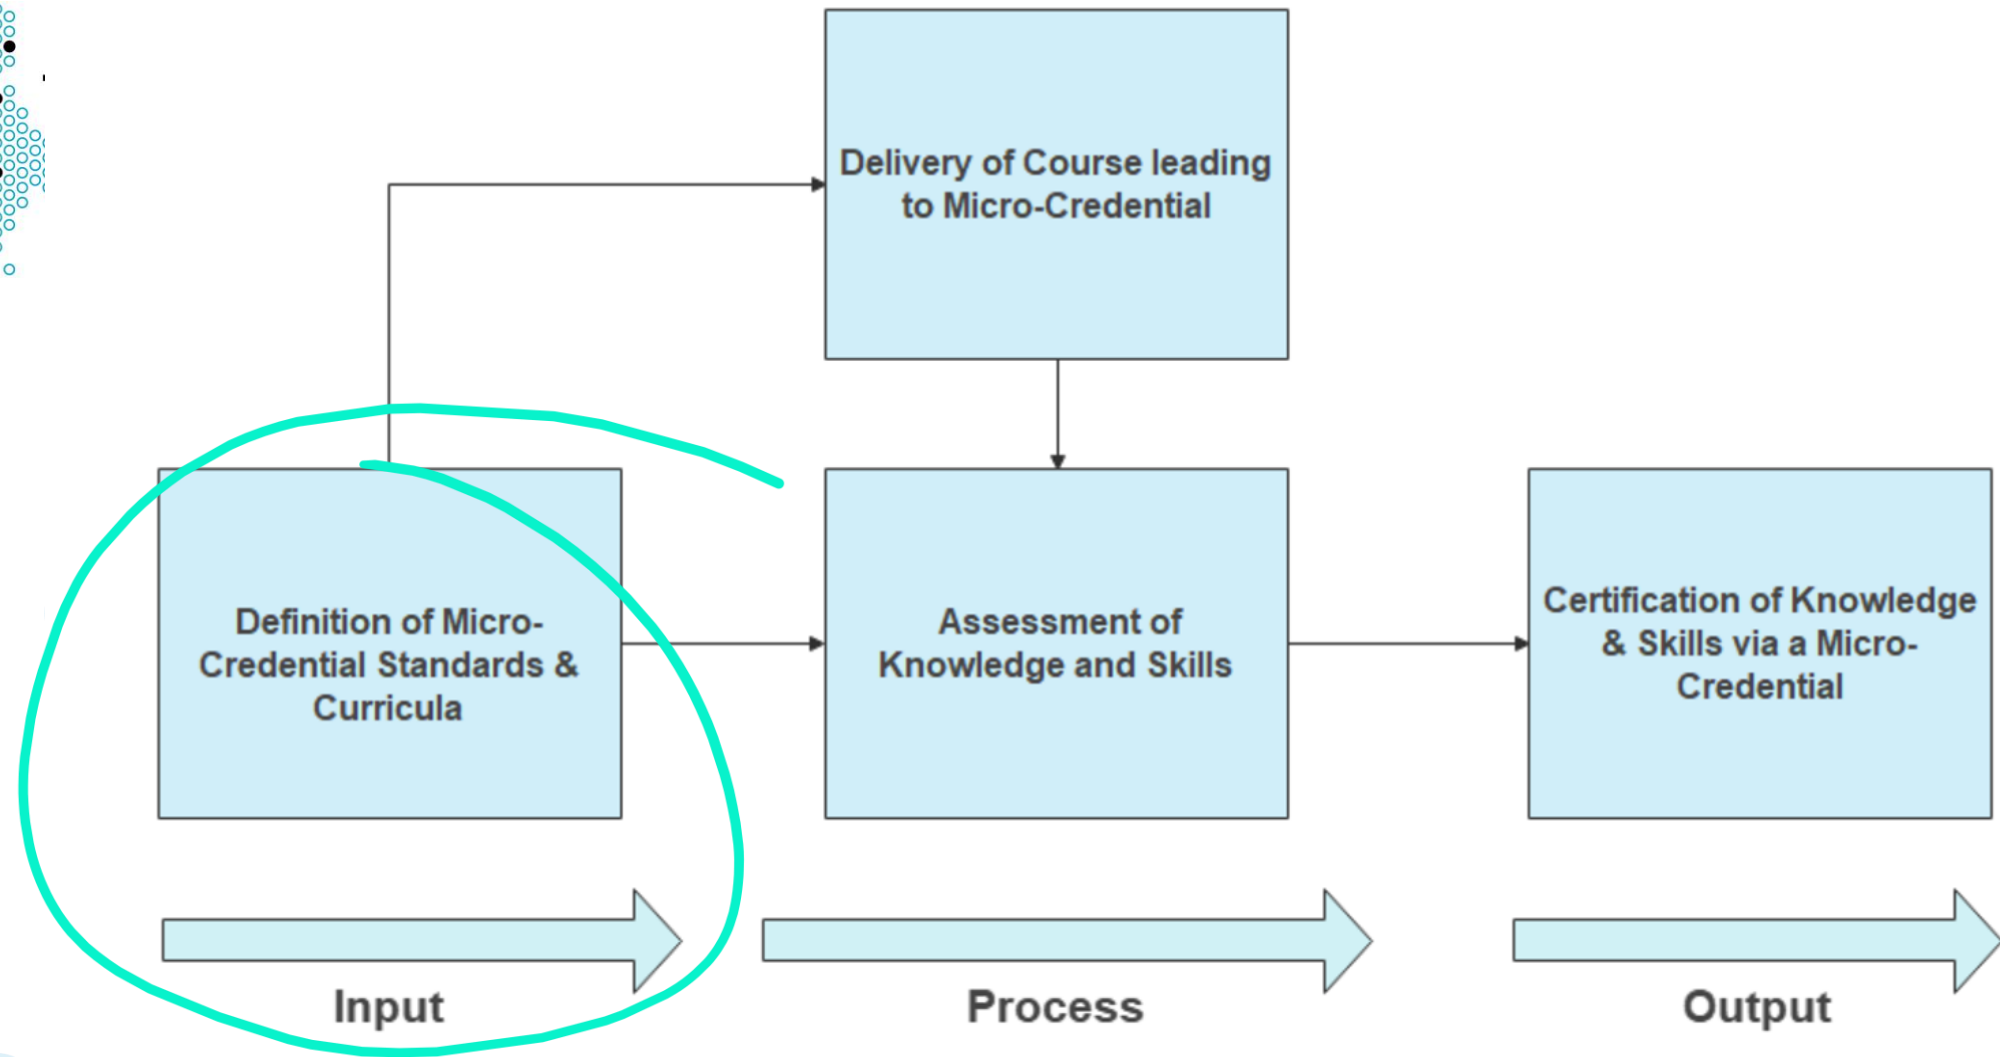 Delivery of Course leading
to Micro-Credential
Definition of Micro-
Credential Standards &
Curricula
Assessment of
Knowledge and Skills
Certification of Knowledge
& Skills via a Micro-
Credential
Input
Process
Output